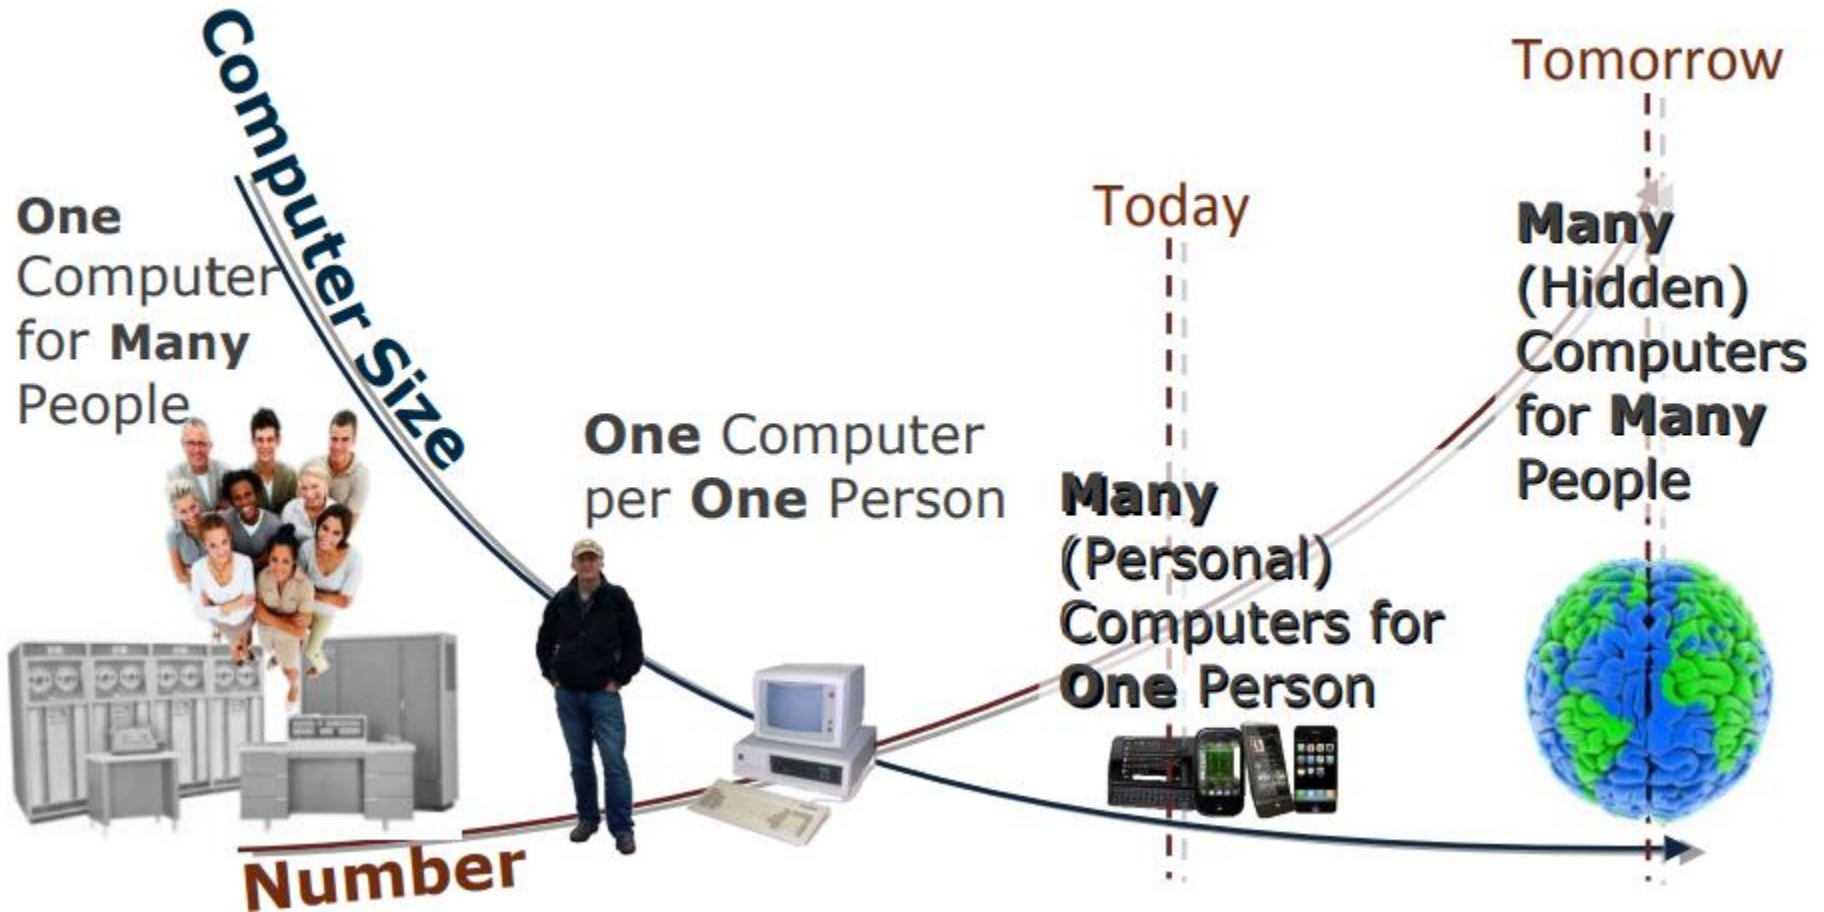 Computer Size
One
Computer
for Many
People
One Computer
per One Person
Today
Many
(Personal)
Computers for
One Person
Tomorrow
Many
(Hidden)
Computers
for Many
People
Number